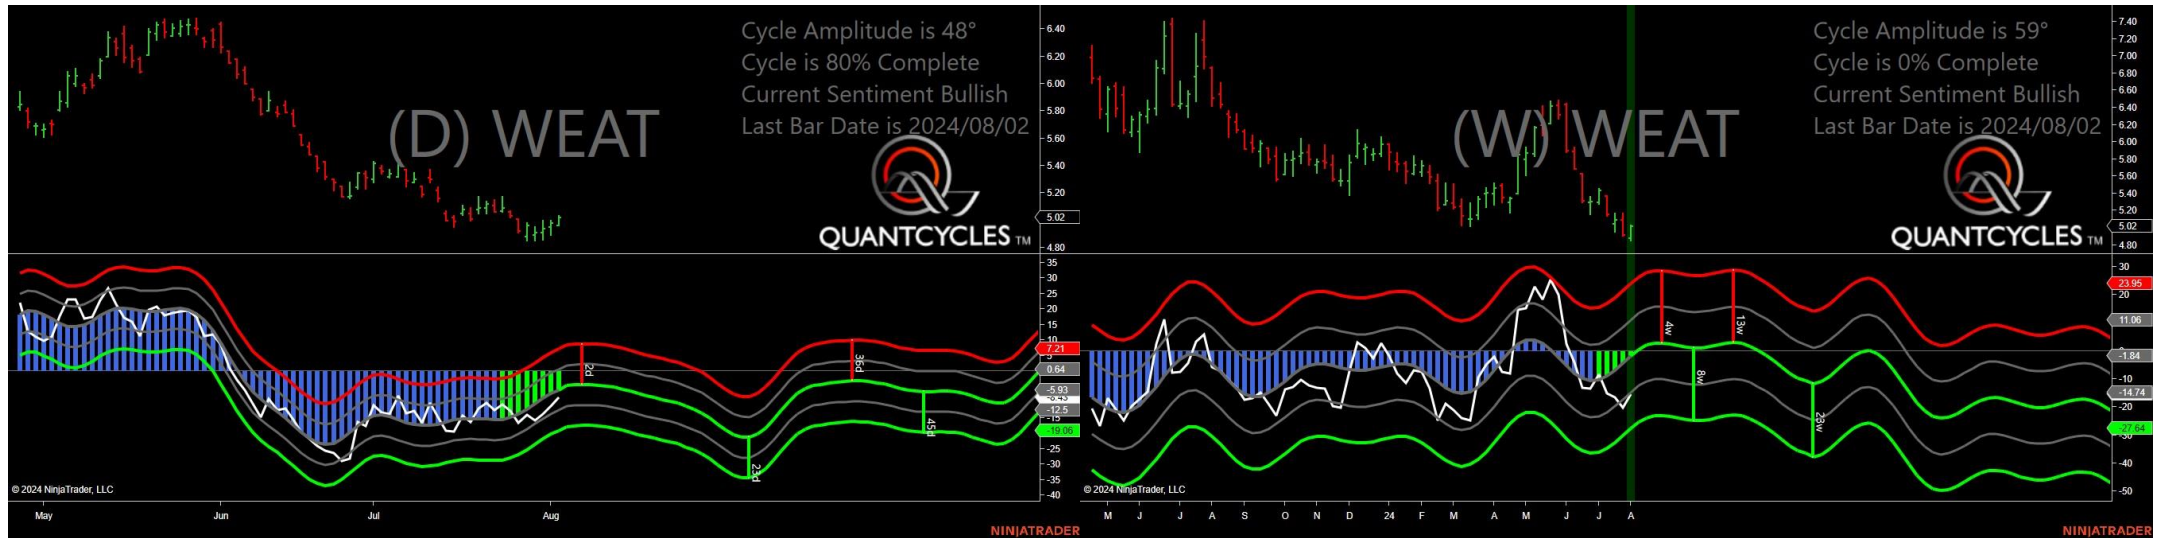 (D) WEAT
Cycle Amplitude is 48°
Cycle is 80% Complete
Current Sentiment Bullish
Last Bar Date is 2024/08/02
QUANTCYCLES TM
6.40
6.20
6.00
5.80
5.60
5.40
5.20
5.02
4.80
35
30
25
20
15
10
7.21
5
0.64
-5.93
-8.43
-12.5
-15
-19.06
-25
-30
-35
-40
2d
23d
36d
45d
© 2024 NinjaTrader, LLC
May Jun Jul Aug
NINJATRADER
(W) WEAT
Cycle Amplitude is 59°
Cycle is 0% Complete
Current Sentiment Bullish
Last Bar Date is 2024/08/02
QUANTCYCLES TM
7.40
7.20
7.00
6.80
6.60
6.40
6.20
6.00
5.80
5.60
5.40
5.20
5.02
4.80
30
23.95
20
11.06
-1.84
-10
-14.74
-20
-27.64
-30
-40
-50
4w
8w
13w
23w
© 2024 NinjaTrader, LLC
M J J A S O N D 24 F M A M J J A
NINJATRADER